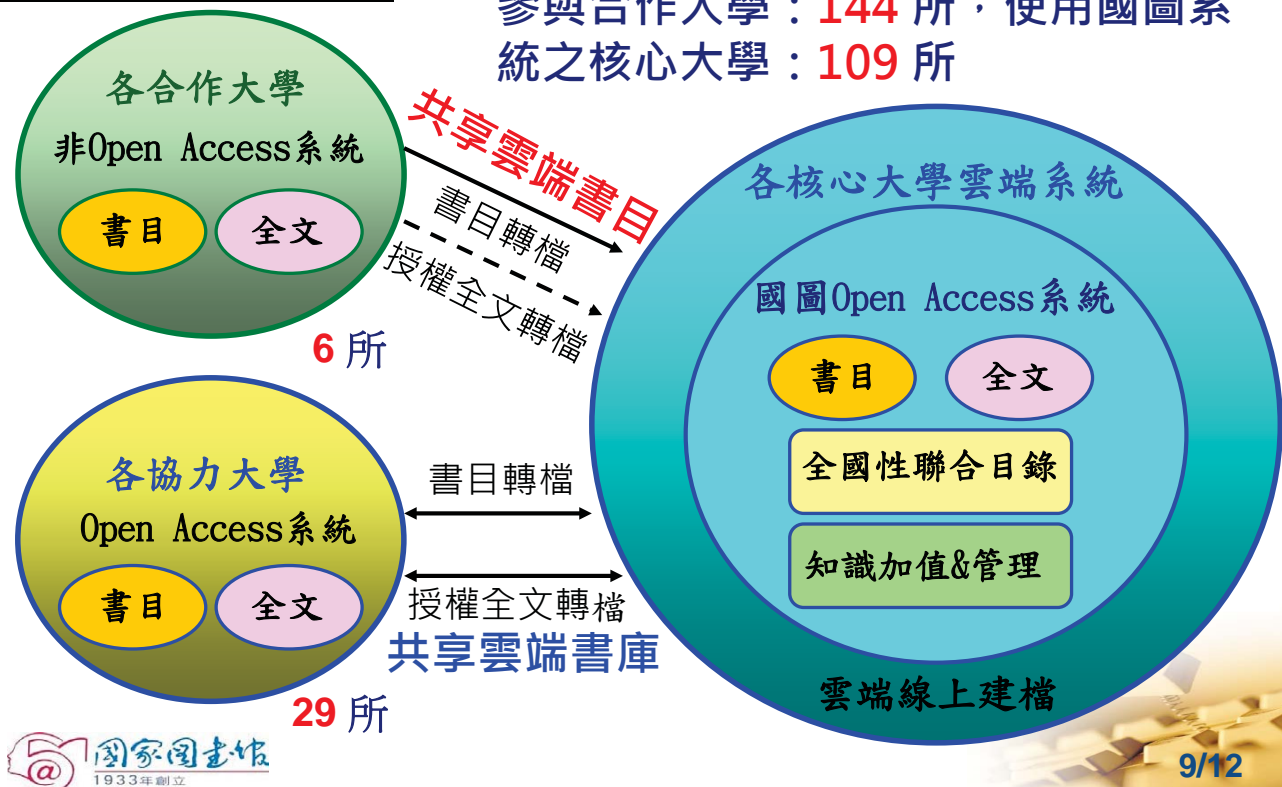 參與合作大學：144 所，使用國圖系
統之核心大學：109 所
各合作大學
非Open Access系統
書目
全文
6 所
共享雲端書目
書目轉檔
授權全文轉檔
各協力大學
Open Access系統
書目
全文
29 所
書目轉檔
授權全文轉檔
共享雲端書庫
各核心大學雲端系統
國圖Open Access系統
書目
全文
全國性聯合目錄
知識加值&管理
雲端線上建檔
@
國家圖書館
1933年創立
9/12